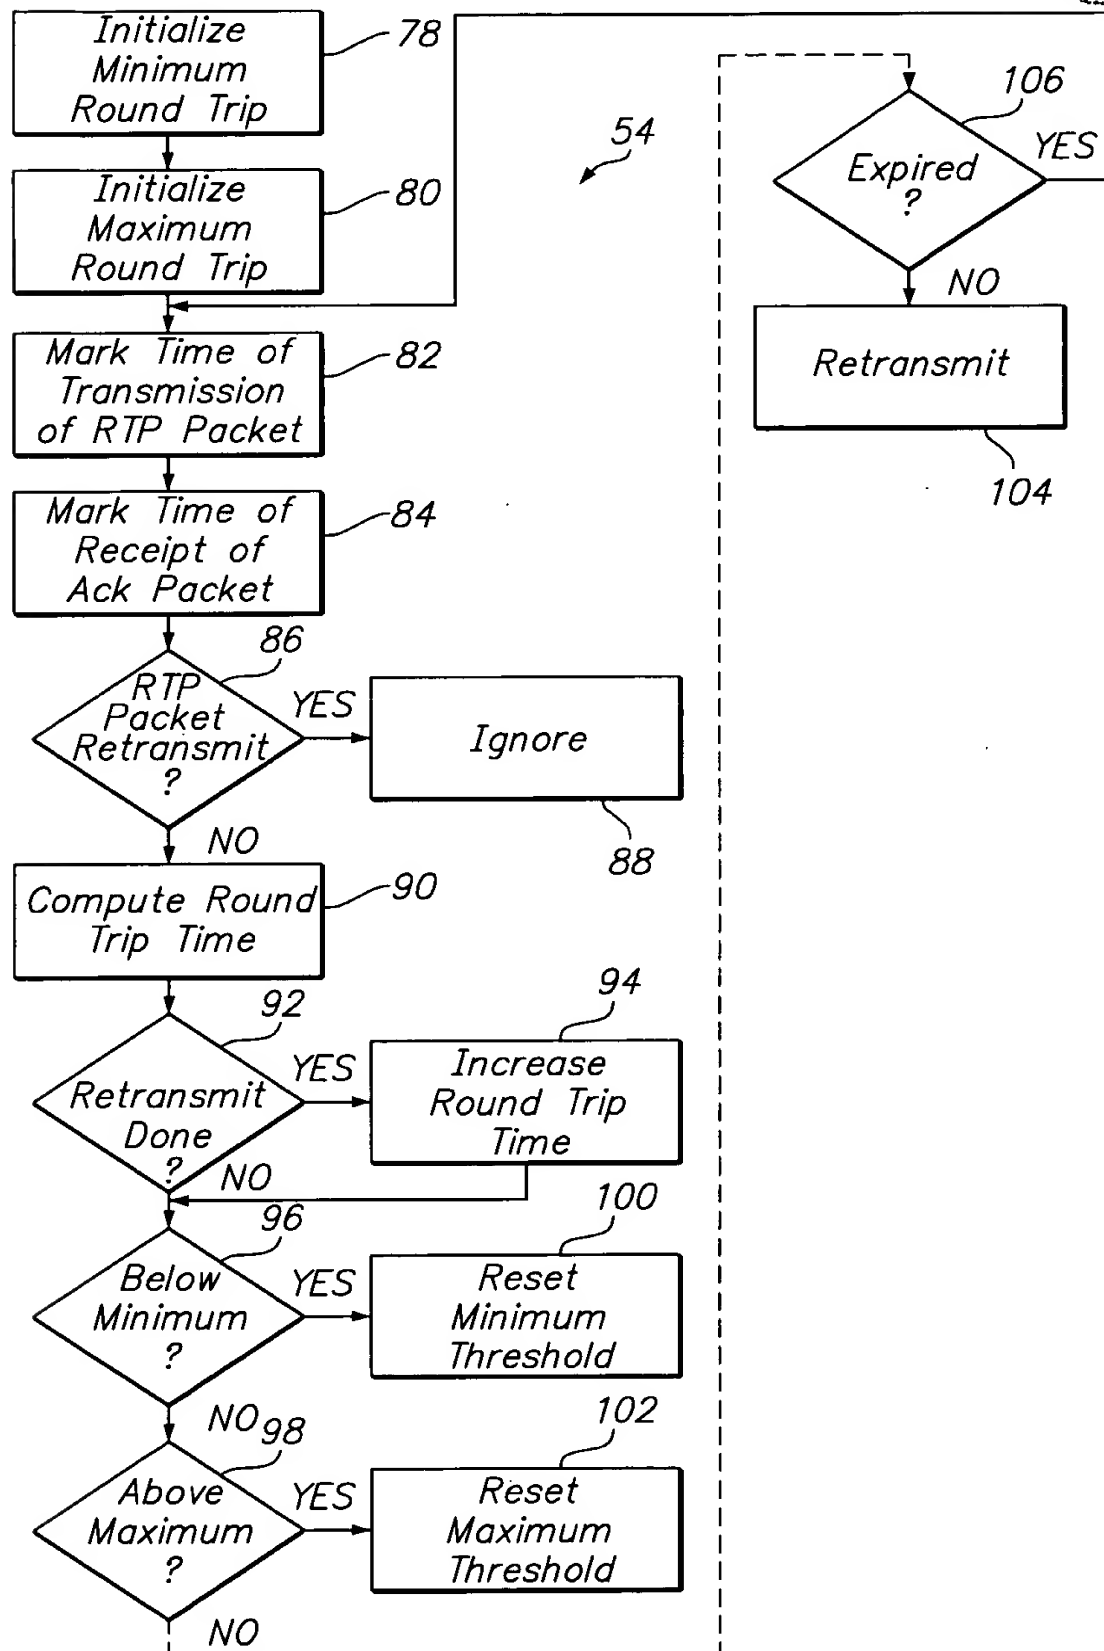 Initialize
Minimum
Round Trip
78
Initialize
Maximum
Round Trip
80
Mark Time of
Transmission
of RTP Packet
82
Mark Time of
Receipt of
Ack Packet
84
86
RTP
Packet
Retransmit
?
YES
Ignore
88
NO
Compute Round
Trip Time
90
92
Retransmit
Done
?
YES
94
Increase
Round Trip
Time
NO
96
Below
Minimum
?
YES
100
Reset
Minimum
Threshold
NO
98
Above
Maximum
?
YES
102
Reset
Maximum
Threshold
NO
54
106
Expired
?
YES
NO
Retransmit
104